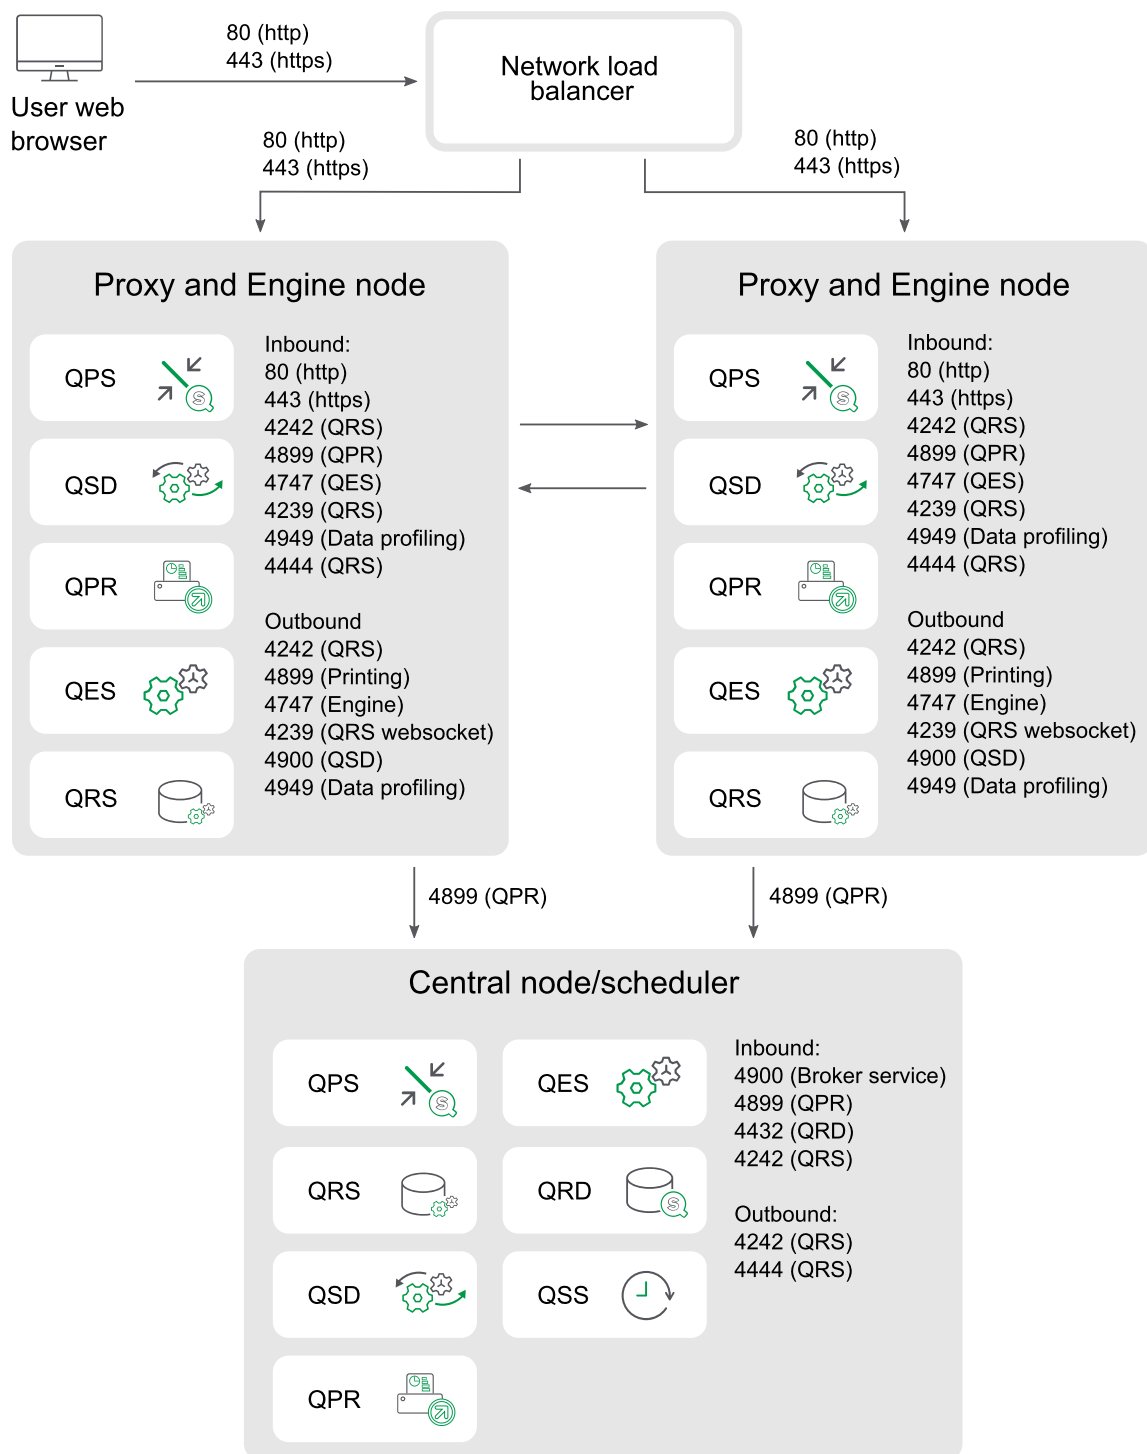 80 (http)
443 (https)
User web
browser
Network load
balancer
80 (http)
443 (https)
80 (http)
443 (https)
Proxy and Engine node
QPS
QSD
QPR
QES
QRS
Inbound:
80 (http)
443 (https)
4242 (QRS)
4899 (QPR)
4747 (QES)
4239 (QRS)
4949 (Data profiling)
4444 (QRS)
Outbound
4242 (QRS)
4899 (Printing)
4747 (Engine)
4239 (QRS websocket)
4900 (QSD)
4949 (Data profiling)
Proxy and Engine node
QPS
QSD
QPR
QES
QRS
Inbound:
80 (http)
443 (https)
4242 (QRS)
4899 (QPR)
4747 (QES)
4239 (QRS)
4949 (Data profiling)
4444 (QRS)
Outbound
4242 (QRS)
4899 (Printing)
4747 (Engine)
4239 (QRS websocket)
4900 (QSD)
4949 (Data profiling)
4899 (QPR)
4899 (QPR)
Central node/scheduler
QPS
QRS
QSD
QPR
QES
QRD
QSS
Inbound:
4900 (Broker service)
4899 (QPR)
4432 (QRD)
4242 (QRS)
Outbound:
4242 (QRS)
4444 (QRS)